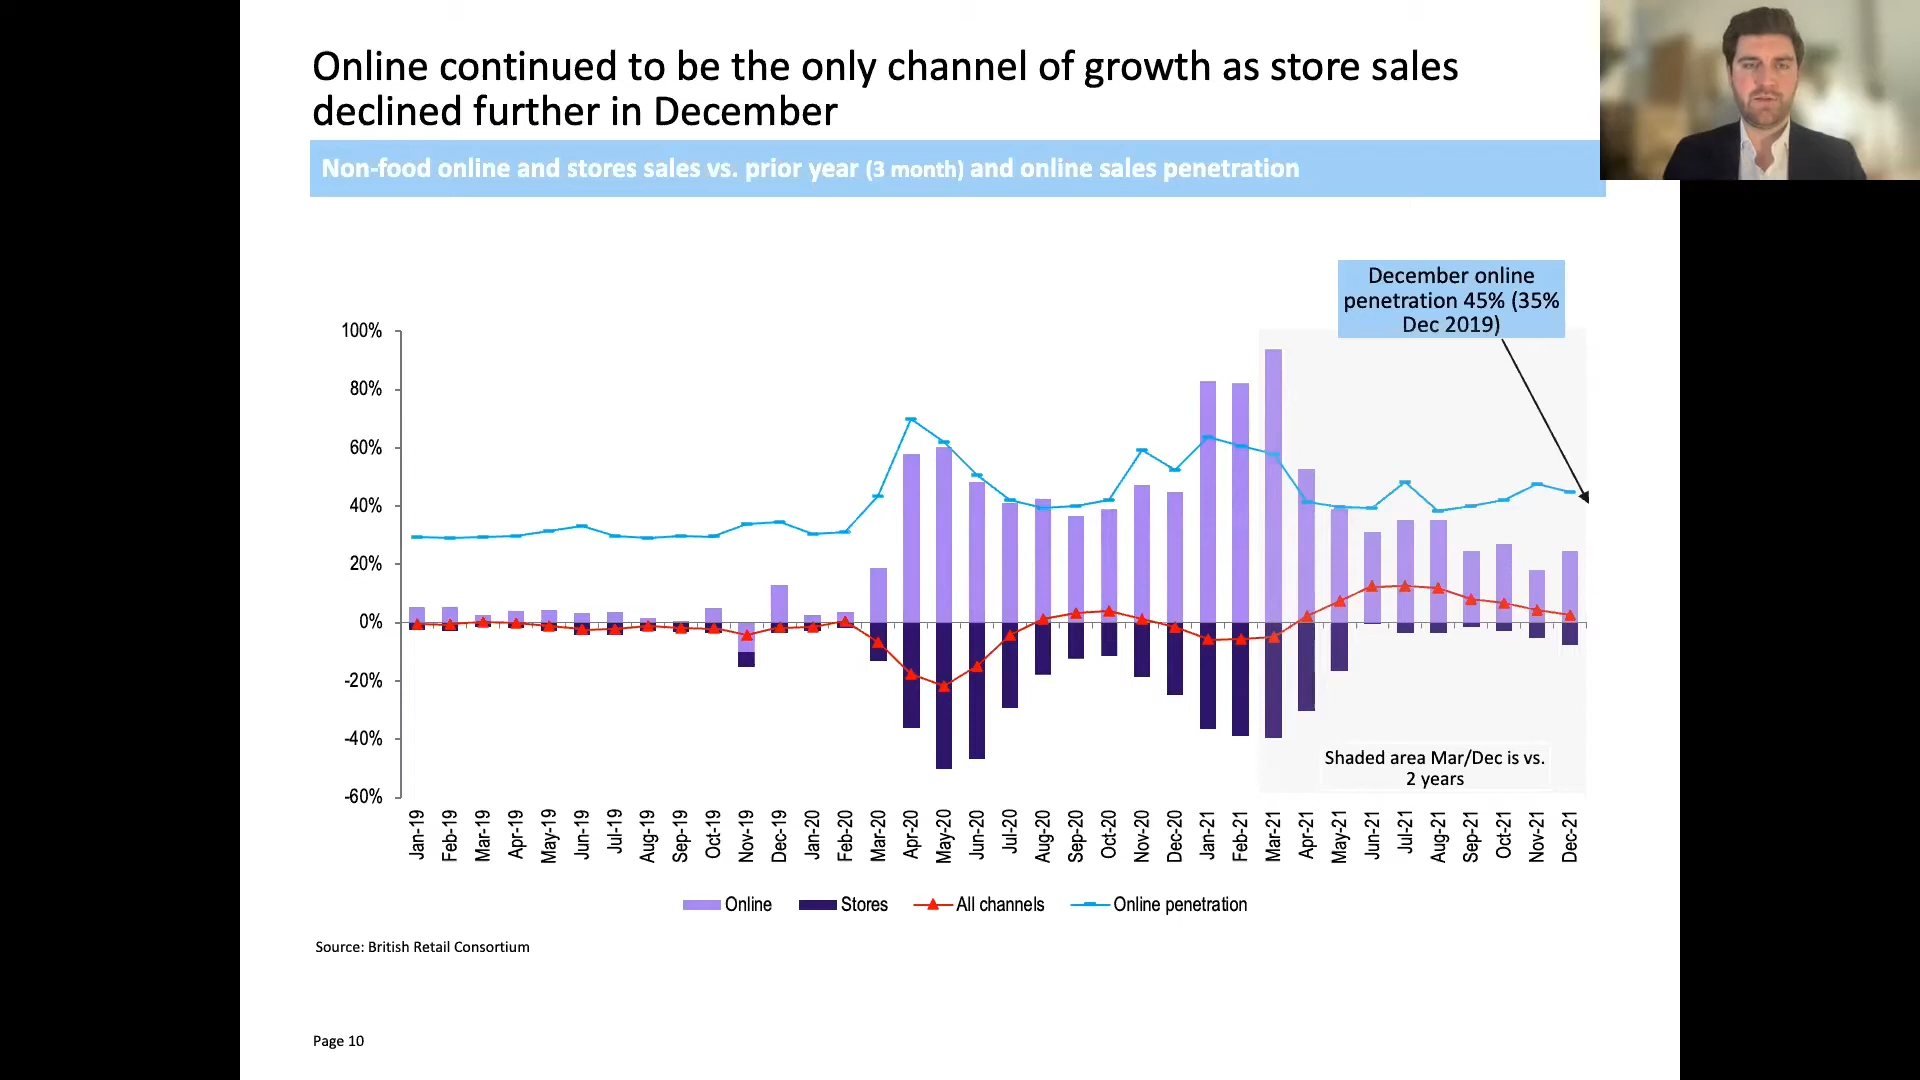 Online continued to be the only channel of growth as store sales
declined further in December
Non-food online and stores sales vs. prior year (3 month) and online sales penetration
December online
penetration 45% (35%
Dec 2019)
100%
80%
60%
40%
20%
0%
-20%
-40%
-60%
Shaded area Mar/Dec is vs.
2 years
Jan-19
Feb-19
Mar-19
Apr-19
May-19
Jun-19
Jul-19
Aug-19
Sep-19
Oct-19
Nov-19
Dec-19
Jan-20
Feb-20
Mar-20
Apr-20
May-20
Jun-20
Jul-20
Aug-20
Sep-20
Oct-20
Nov-20
Dec-20
Jan-21
Feb-21
Mar-21
Apr-21
May-21
Jun-21
Jul-21
Aug-21
Sep-21
Oct-21
Nov-21
Dec-21
Online
Stores
All channels
Online penetration
Source: British Retail Consortium
Page 10